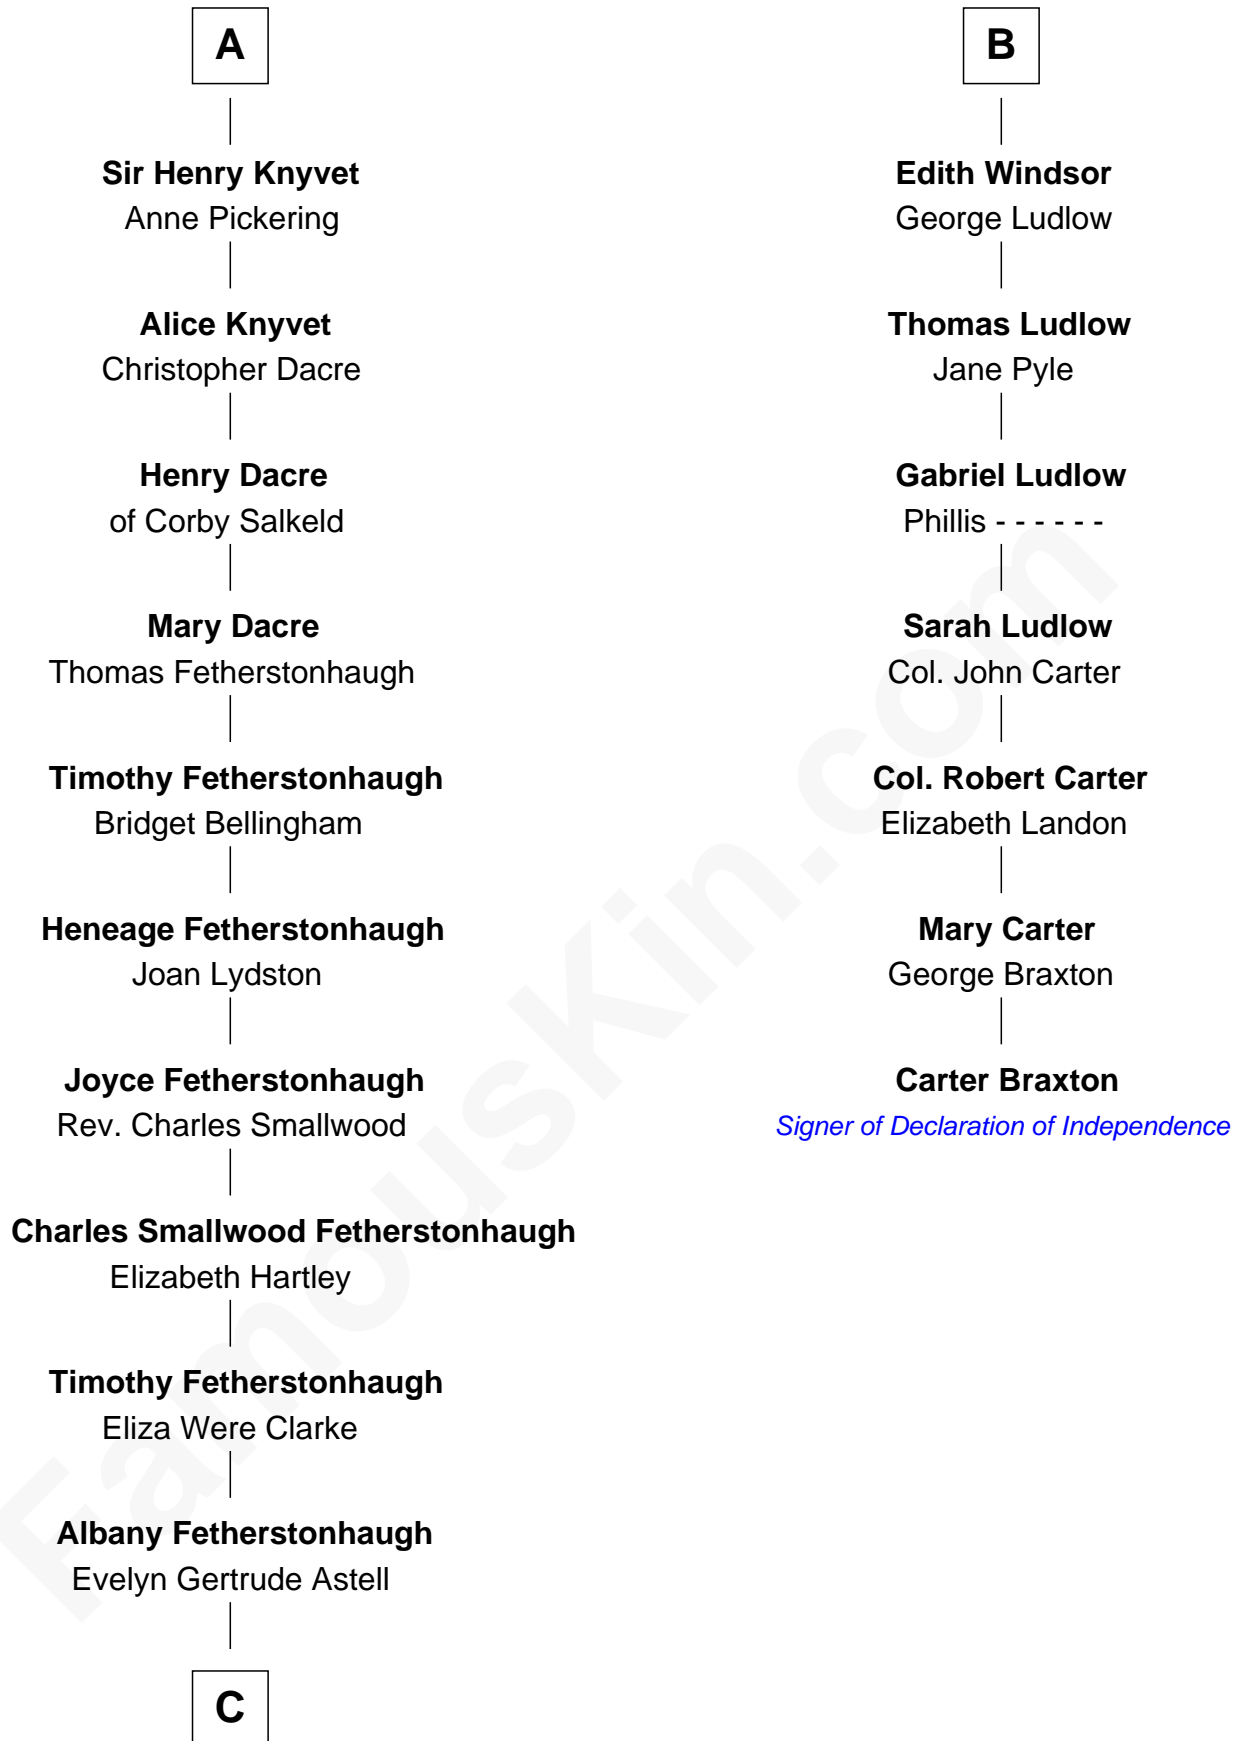 A
Sir Henry Knyvet
Anne Pickering
Alice Knyvet
Christopher Dacre
Henry Dacre
of Corby Salkeld
Mary Dacre
Thomas Fetherstonhaugh
Timothy Fetherstonhaugh
Bridget Bellingham
Heneage Fetherstonhaugh
Joan Lydston
Joyce Fetherstonhaugh
Rev. Charles Smallwood
Charles Smallwood Fetherstonhaugh
Elizabeth Hartley
Timothy Fetherstonhaugh
Eliza Were Clarke
Albany Fetherstonhaugh
Evelyn Gertrude Astell
C
B
Edith Windsor
George Ludlow
Thomas Ludlow
Jane Pyle
Gabriel Ludlow
Phillis - - - - - -
Sarah Ludlow
Col. John Carter
Col. Robert Carter
Elizabeth Landon
Mary Carter
George Braxton
Carter Braxton
Signer of Declaration of Independence
FamousKin.com